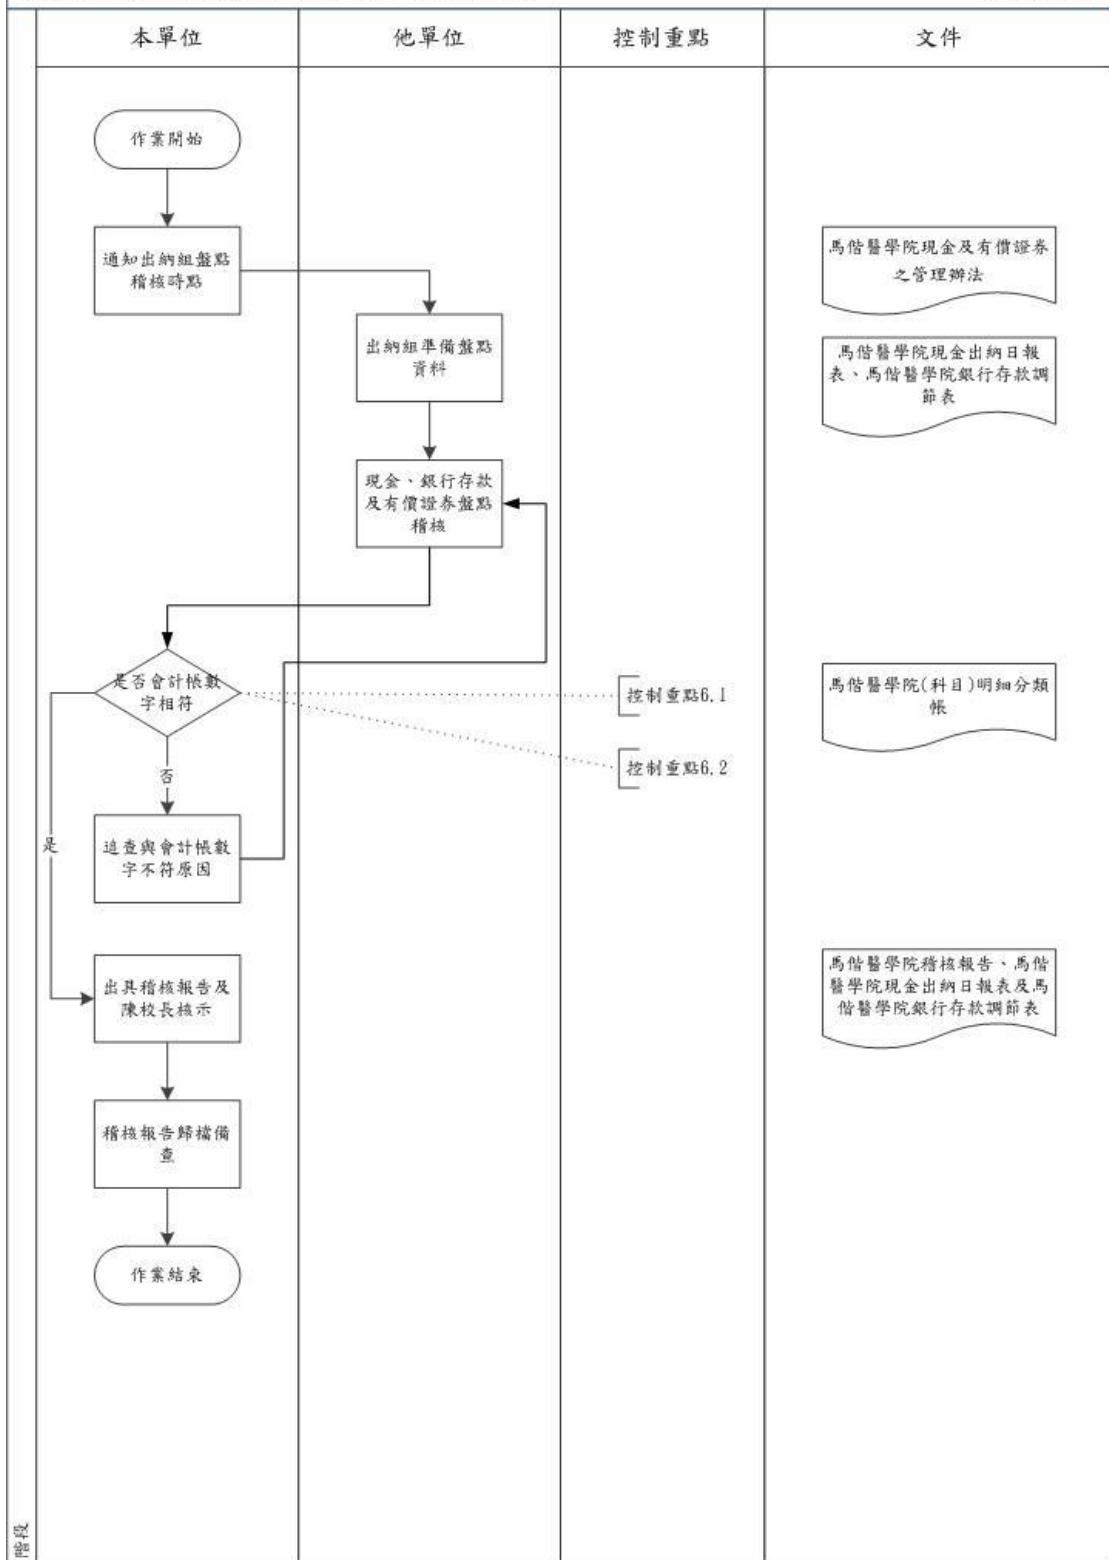 本單位
他單位
控制重點
文件
作業開始
通知出納組盤點
稽核時點
馬偕醫學院現金及有價證券
之管理辦法
出納組準備盤點
資料
馬偕醫學院現金出納日報
表、馬偕醫學院銀行存款調
節表
現金、銀行存款
及有價證券盤點
稽核
是否會計帳數
字相符
控制重點6.1
馬偕醫學院(科目)明細分類
帳
控制重點6.2
否
是
追查與會計帳數
字不符原因
出具稽核報告及
陳校長核示
馬偕醫學院稽核報告、馬偕
醫學院現金出納日報表及馬
偕醫學院銀行存款調節表
稽核報告歸檔備
查
作業結束
階段